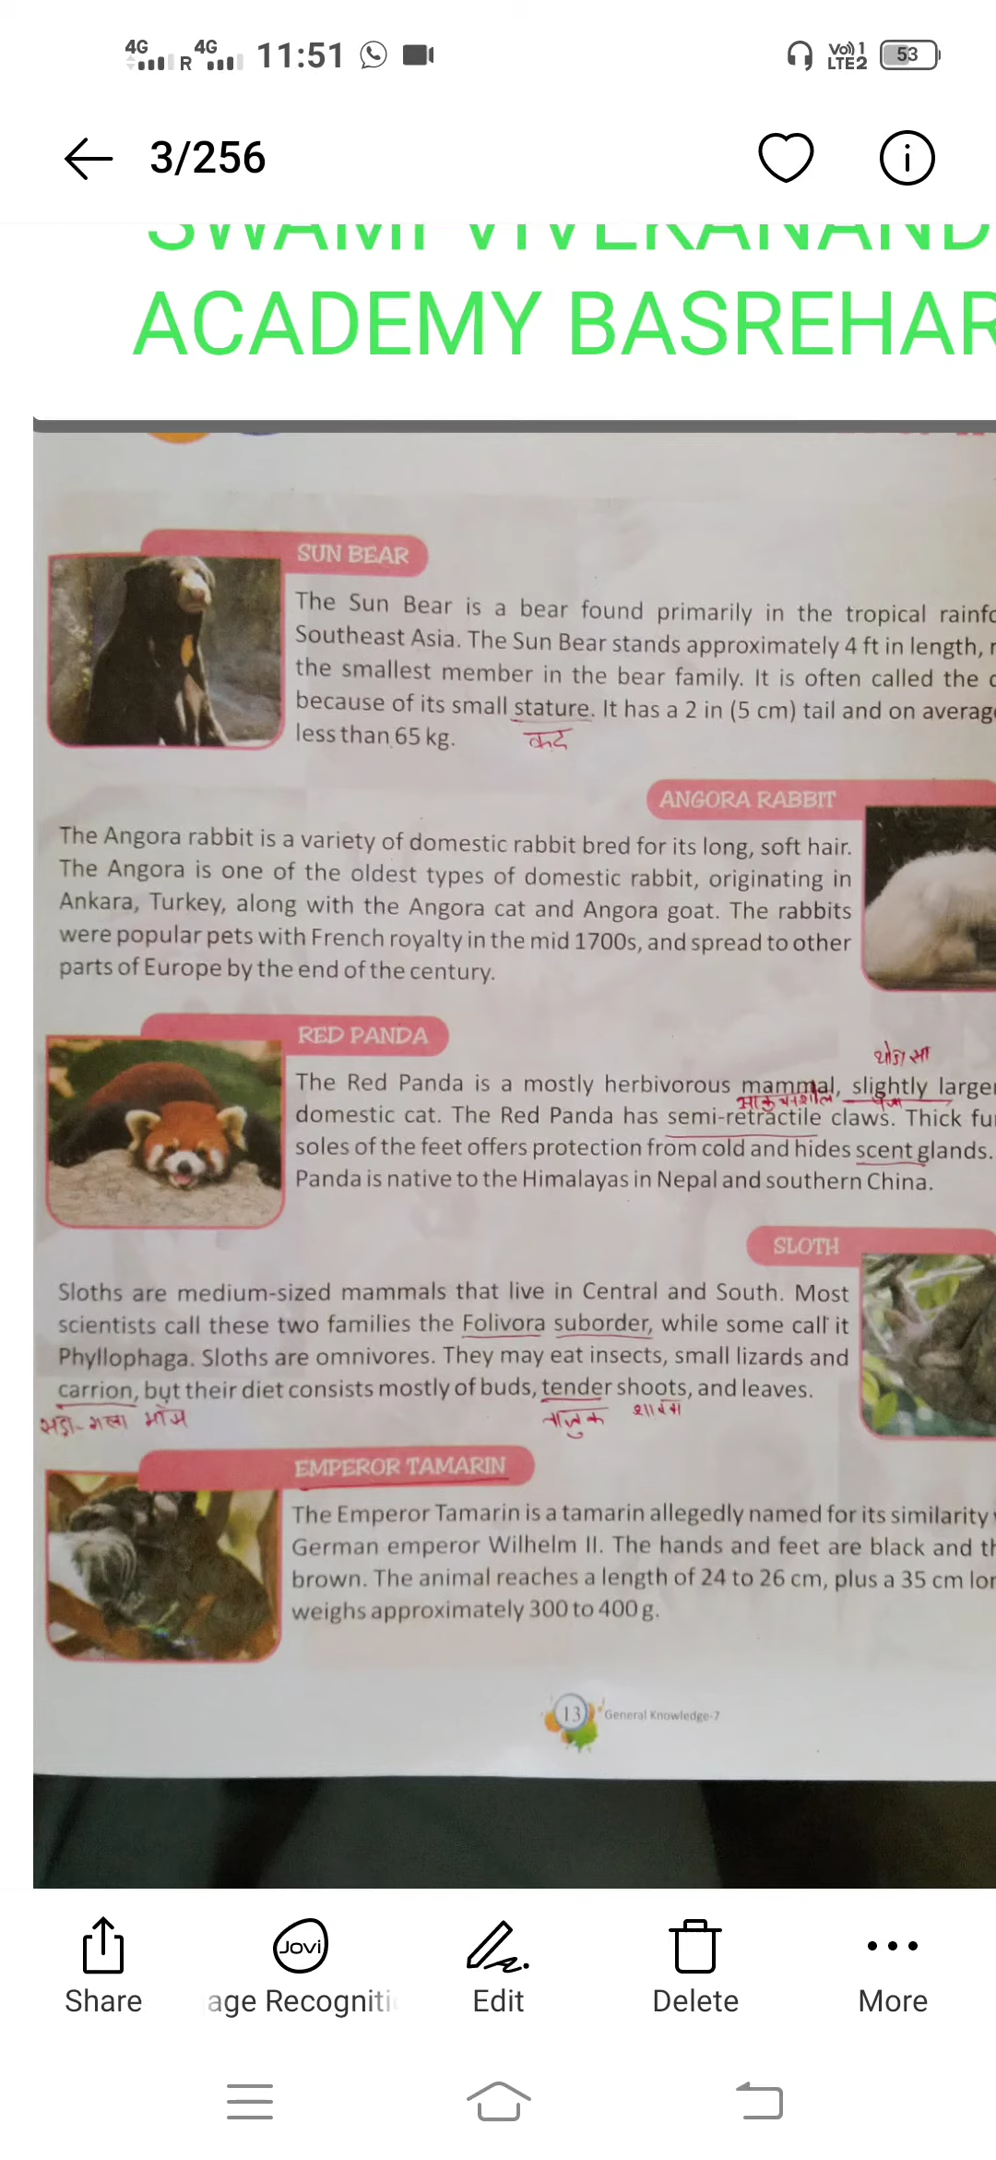 4G R 4G 11:51 Vo)) 1 LTE2 53
3/256
SWAMI VIVEKANAND
ACADEMY BASREHAR
SUN BEAR
The Sun Bear is a bear found primarily in the tropical rainfo
Southeast Asia. The Sun Bear stands approximately 4 ft in length, r
the smallest member in the bear family. It is often called the d
because of its small stature. It has a 2 in (5 cm) tail and on averag
less than 65 kg.
कद
ANGORA RABBIT
The Angora rabbit is a variety of domestic rabbit bred for its long, soft hair.
The Angora is one of the oldest types of domestic rabbit, originating in
Ankara, Turkey, along with the Angora cat and Angora goat. The rabbits
were popular pets with French royalty in the mid 1700s, and spread to other
parts of Europe by the end of the century.
RED PANDA
थोड़ा सा
The Red Panda is a mostly herbivorous mammal, slightly large
पंजा
domestic cat. The Red Panda has semi-retractile claws. Thick fu
soles of the feet offers protection from cold and hides scent glands.
Panda is native to the Himalayas in Nepal and southern China.
SLOTH
Sloths are medium-sized mammals that live in Central and South. Most
scientists call these two families the Folivora suborder, while some call it
Phyllophaga. Sloths are omnivores. They may eat insects, small lizards and
carrion, but their diet consists mostly of buds, tender shoots, and leaves.
सड़ा-गला माँस नाजुक
EMPEROR TAMARIN
The Emperor Tamarin is a tamarin allegedly named for its similarity
German emperor Wilhelm II. The hands and feet are black and th
brown. The animal reaches a length of 24 to 26 cm, plus a 35 cm lon
weighs approximately 300 to 400 g.
13 General Knowledge-7
Jovi
Share age Recogniti Edit Delete More